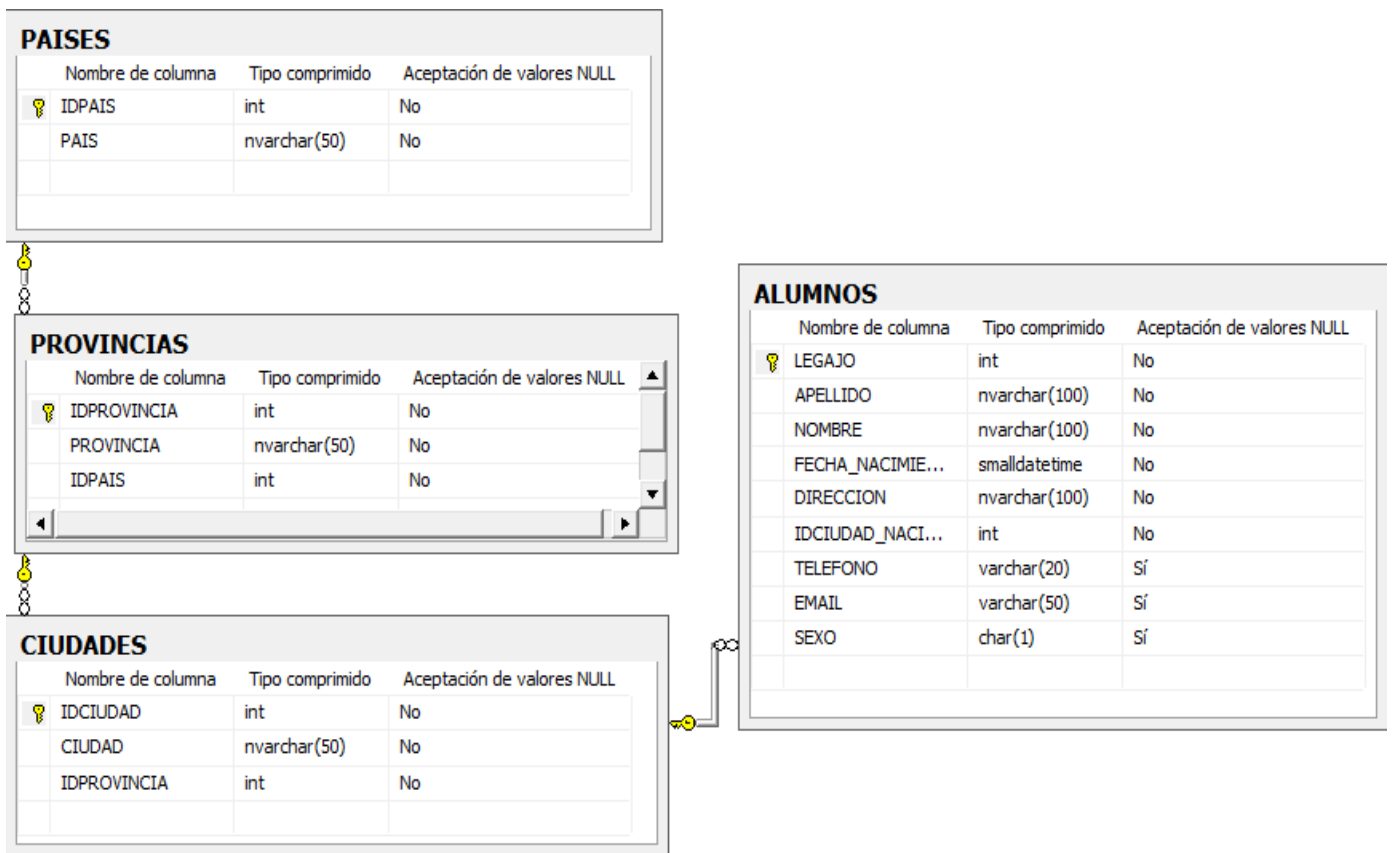 PAISES
Nombre de columna Tipo comprimido Aceptación de valores NULL
IDPAIS int No
PAIS nvarchar(50) No
PROVINCIAS
Nombre de columna Tipo comprimido Aceptación de valores NULL
IDPROVINCIA int No
PROVINCIA nvarchar(50) No
IDPAIS int No
CIUDADES
Nombre de columna Tipo comprimido Aceptación de valores NULL
IDCIUDAD int No
CIUDAD nvarchar(50) No
IDPROVINCIA int No
ALUMNOS
Nombre de columna Tipo comprimido Aceptación de valores NULL
LEGAJO int No
APELLIDO nvarchar(100) No
NOMBRE nvarchar(100) No
FECHA_NACIMIE... smalldatetime No
DIRECCION nvarchar(100) No
IDCIUDAD_NACI... int No
TELEFONO varchar(20) Sí
EMAIL varchar(50) Sí
SEXO char(1) Sí